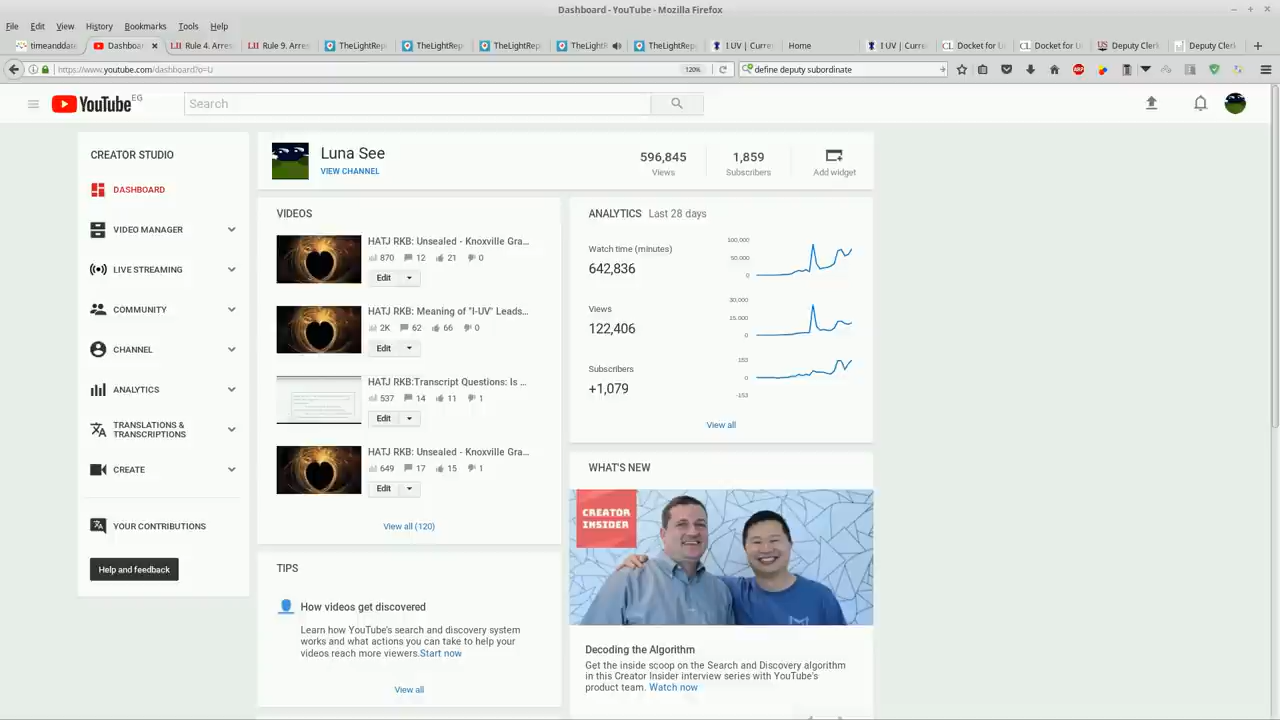 Dashboard - YouTube - Mozilla Firefox
File Edit View History Bookmarks Tools Help
timeanddate Dashboar Rule 4. Arres Rule 9. Arres TheLightRep TheLightRep TheLightRep TheLightR TheLightRep I UV | Curre Home I UV | Curre Docket for U Docket for U Deputy Clerk Deputy Clerk
https://www.youtube.com/dashboard?o=U 120% define deputy subordinate
YouTube EG
Search
CREATOR STUDIO
DASHBOARD
VIDEO MANAGER
LIVE STREAMING
COMMUNITY
CHANNEL
ANALYTICS
TRANSLATIONS &
TRANSCRIPTIONS
CREATE
YOUR CONTRIBUTIONS
Help and feedback
Luna See
VIEW CHANNEL
596,845
Views
1,859
Subscribers
Add widget
VIDEOS
HATJ RKB: Unsealed - Knoxville Gra...
870 12 21 0
Edit
HATJ RKB: Meaning of "I-UV" Leads...
2K 62 66 0
Edit
HATJ RKB:Transcript Questions: Is ...
537 14 11 1
Edit
HATJ RKB: Unsealed - Knoxville Gra...
649 17 15 1
Edit
View all (120)
TIPS
How videos get discovered
Learn how YouTube's search and discovery system
works and what actions you can take to help your
videos reach more viewers.Start now
View all
ANALYTICS Last 28 days
Watch time (minutes)
642,836
100,000
50,000
0
Views
122,406
30,000
15,000
0
Subscribers
+1,079
153
0
-153
View all
WHAT'S NEW
CREATOR
INSIDER
Decoding the Algorithm
Get the inside scoop on the Search and Discovery algorithm
in this Creator Insider interview series with YouTube's
product team. Watch now